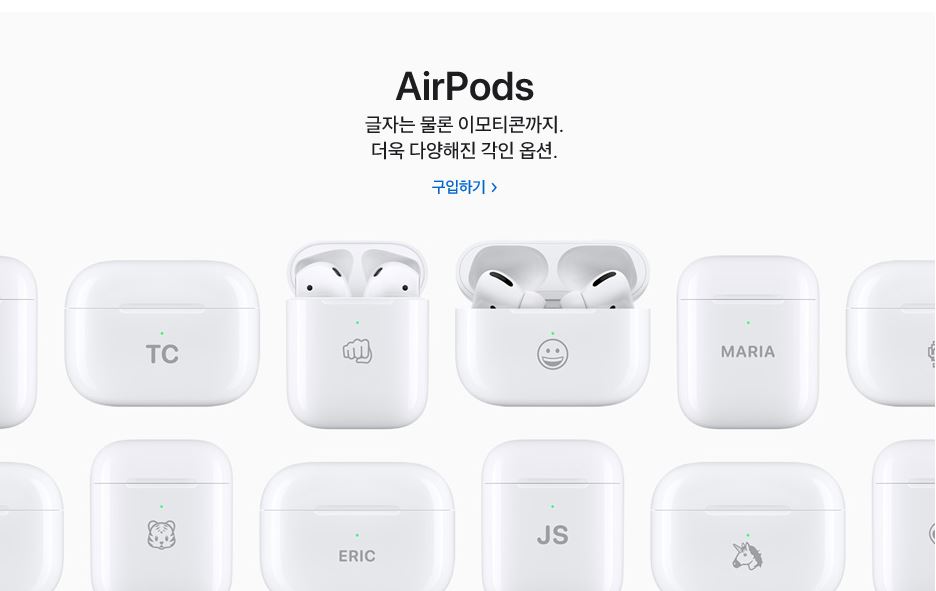 AirPods
글자는 물론 이모티콘까지.
더욱 다양해진 각인 옵션.
구입하기 >
TC
MARIA
ERIC
JS